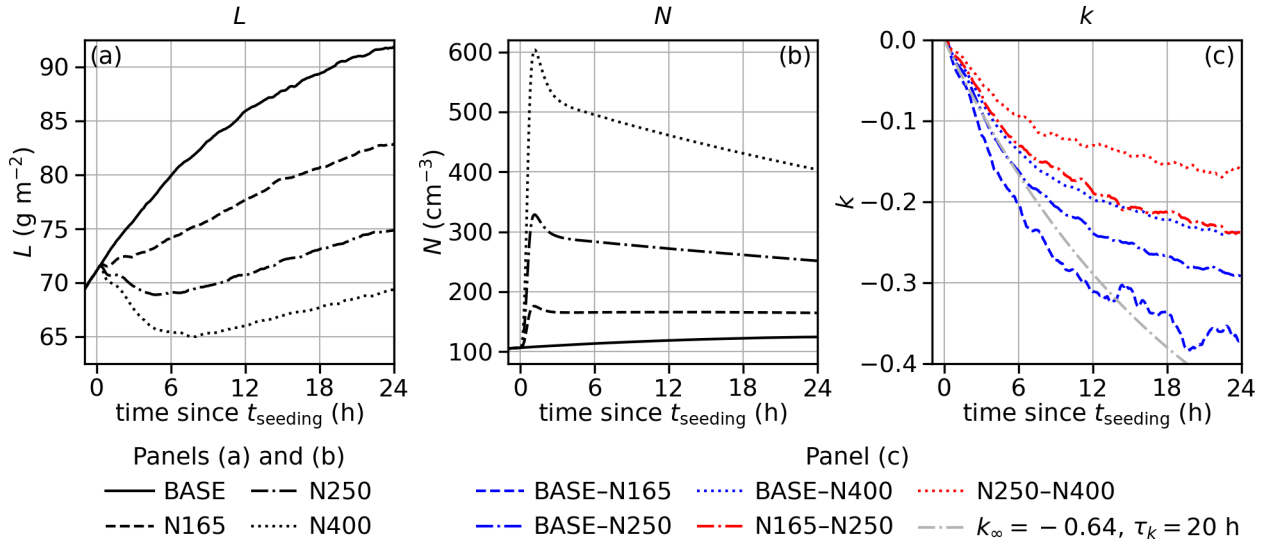 L
N
k
(a)
(b)
(c)
90
85
80
75
70
65
L (g m⁻²)
0 6 12 18 24
time since t_seeding (h)
600
500
400
300
200
100
N (cm⁻³)
0 6 12 18 24
time since t_seeding (h)
0.0
−0.1
−0.2
−0.3
−0.4
k
0 6 12 18 24
time since t_seeding (h)
Panels (a) and (b)
BASE
N165
N250
N400
Panel (c)
BASE–N165
BASE–N250
BASE–N400
N165–N250
N250–N400
k∞ = −0.64, τₖ = 20 h